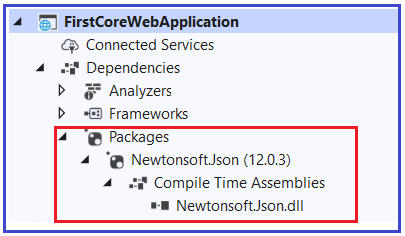 FirstCoreWebApplication
Connected Services
Dependencies
Analyzers
Frameworks
Packages
Newtonsoft.Json (12.0.3)
Compile Time Assemblies
Newtonsoft.Json.dll